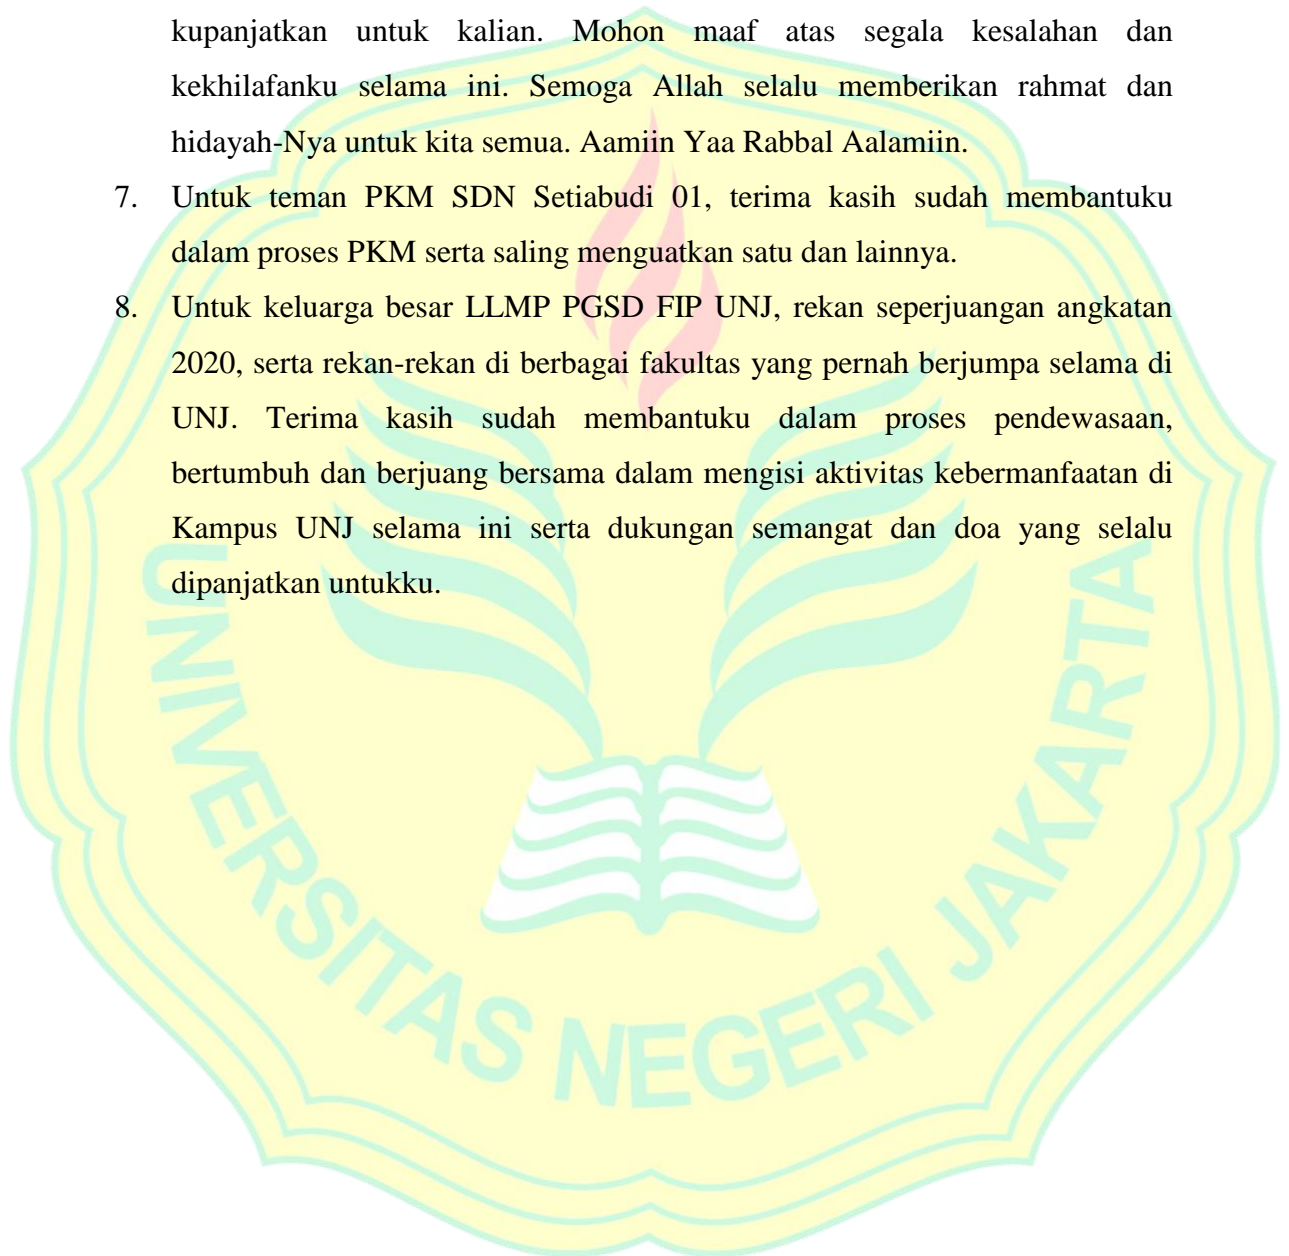 kupanjatkan untuk kalian. Mohon maaf atas segala kesalahan dan
kekhilafanku selama ini. Semoga Allah selalu memberikan rahmat dan
hidayah-Nya untuk kita semua. Aamiin Yaa Rabbal Aalamiin.
7. Untuk teman PKM SDN Setiabudi 01, terima kasih sudah membantuku
dalam proses PKM serta saling menguatkan satu dan lainnya.
8. Untuk keluarga besar LLMP PGSD FIP UNJ, rekan seperjuangan angkatan
2020, serta rekan-rekan di berbagai fakultas yang pernah berjumpa selama di
UNJ. Terima kasih sudah membantuku dalam proses pendewasaan,
bertumbuh dan berjuang bersama dalam mengisi aktivitas kebermanfaatan di
Kampus UNJ selama ini serta dukungan semangat dan doa yang selalu
dipanjatkan untukku.
UNIVERSITAS NEGERI JAKARTA